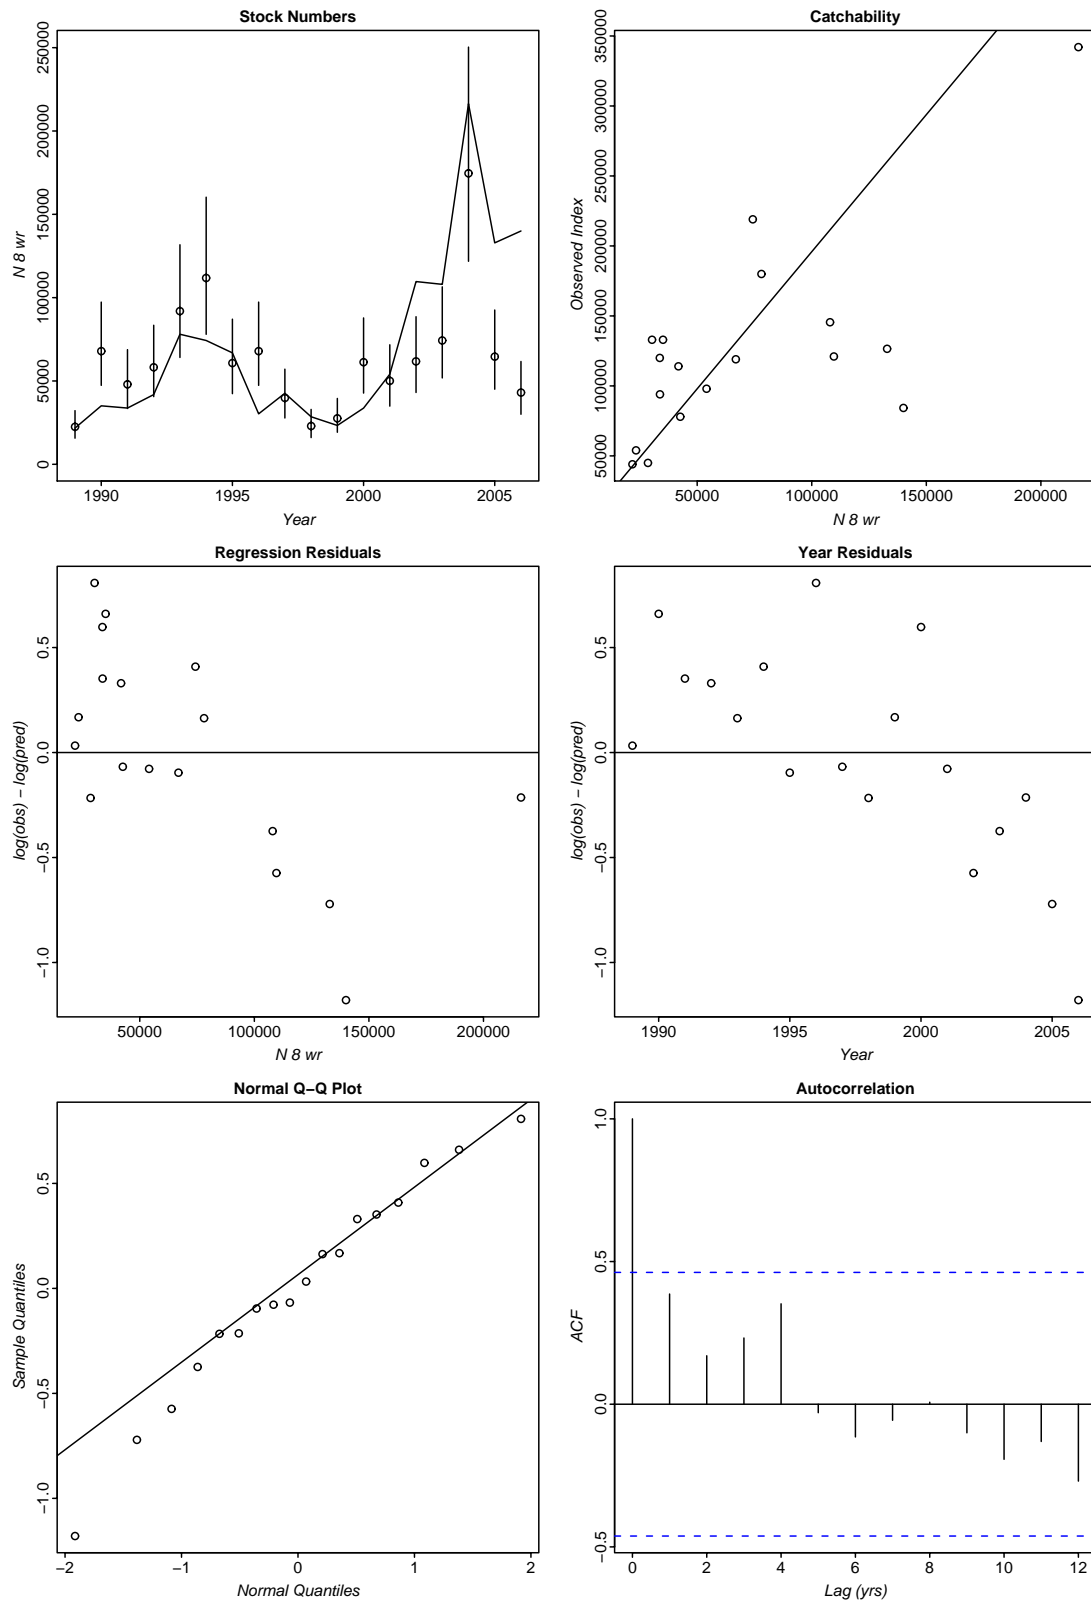 Stock Numbers
250000
200000
150000
100000
50000
0
N 8 wr
1990 1995 2000 2005
Year
Catchability
350000
300000
250000
200000
150000
100000
50000
Observed Index
50000 100000 150000 200000
N 8 wr
Regression Residuals
0.5
0.0
−0.5
−1.0
log(obs) − log(pred)
50000 100000 150000 200000
N 8 wr
Year Residuals
0.5
0.0
−0.5
−1.0
log(obs) − log(pred)
1990 1995 2000 2005
Year
Normal Q−Q Plot
0.5
0.0
−0.5
−1.0
Sample Quantiles
−2 −1 0 1 2
Normal Quantiles
Autocorrelation
1.0
0.5
0.0
−0.5
ACF
0 2 4 6 8 10 12
Lag (yrs)